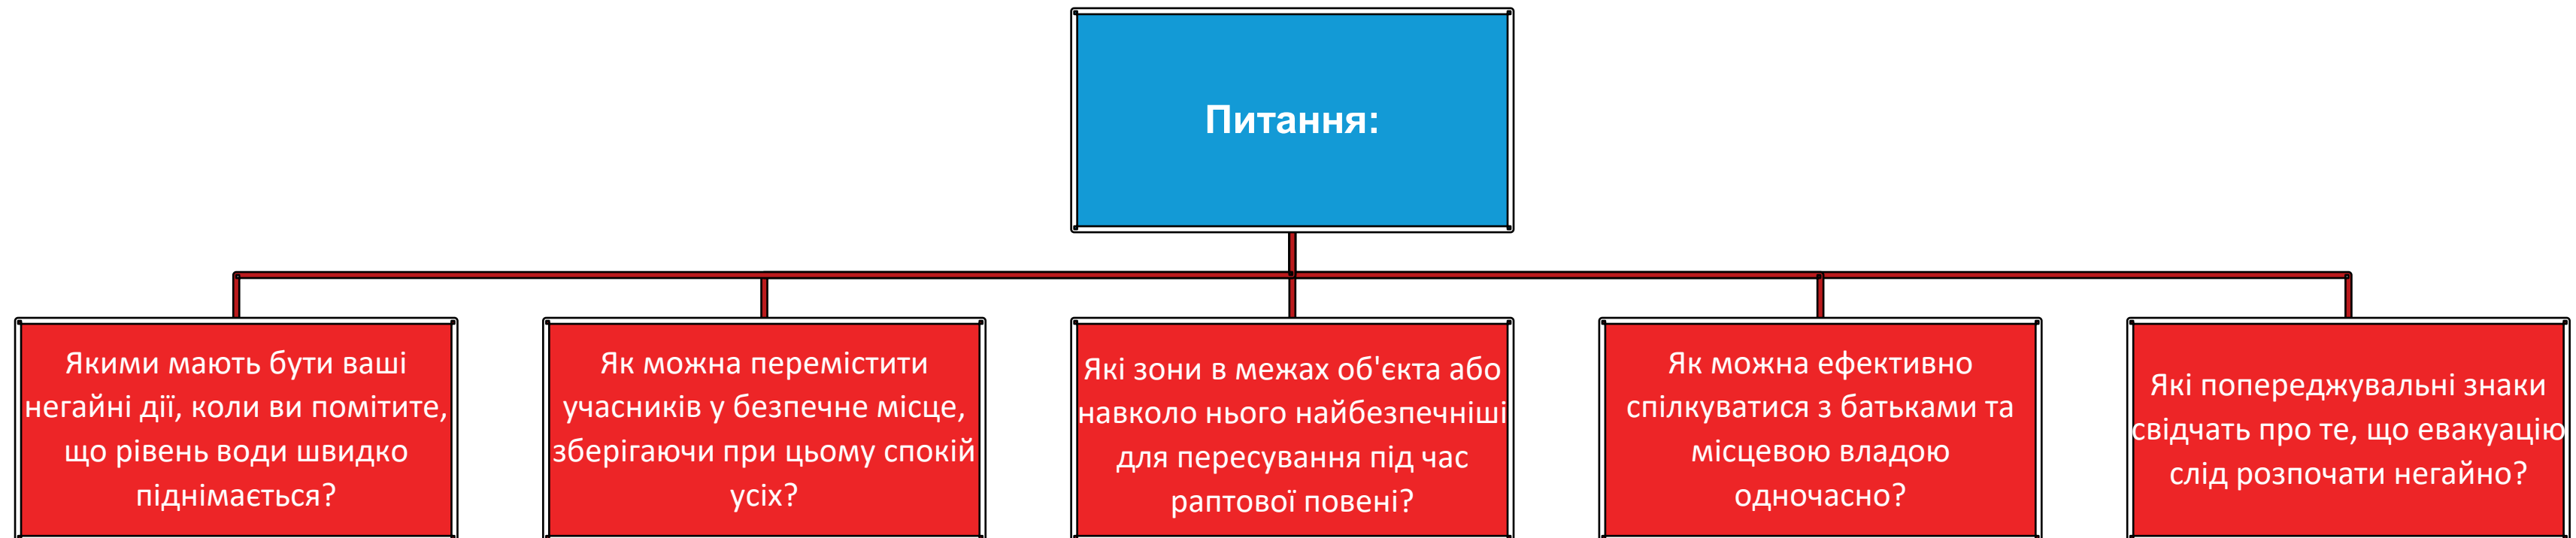 Питання:
Якими мають бути ваші
негайні дії, коли ви помітите,
що рівень води швидко
піднімається?
Як можна перемістити
учасників у безпечне місце,
зберігаючи при цьому спокій
усіх?
Які зони в межах об'єкта або
навколо нього найбезпечніші
для пересування під час
раптової повені?
Як можна ефективно
спілкуватися з батьками та
місцевою владою
одночасно?
Які попереджувальні знаки
свідчать про те, що евакуацію
слід розпочати негайно?